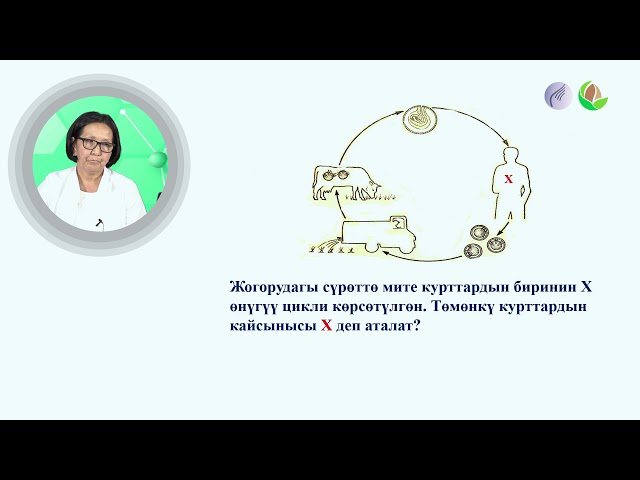 X
Жогорудагы сүрөттө мите курттардын биринин X
өнүгүү цикли көрсөтүлгөн. Төмөнкү курттардын
кайсынысы X деп аталат?